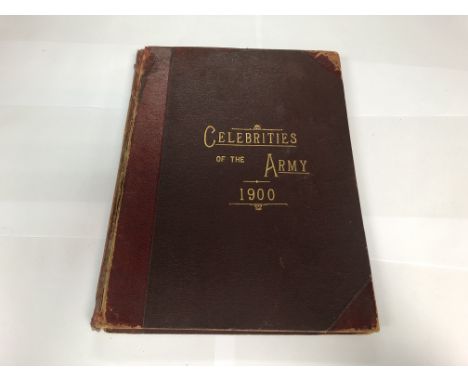 CELEBRITIES
OF THE ARMY
1900